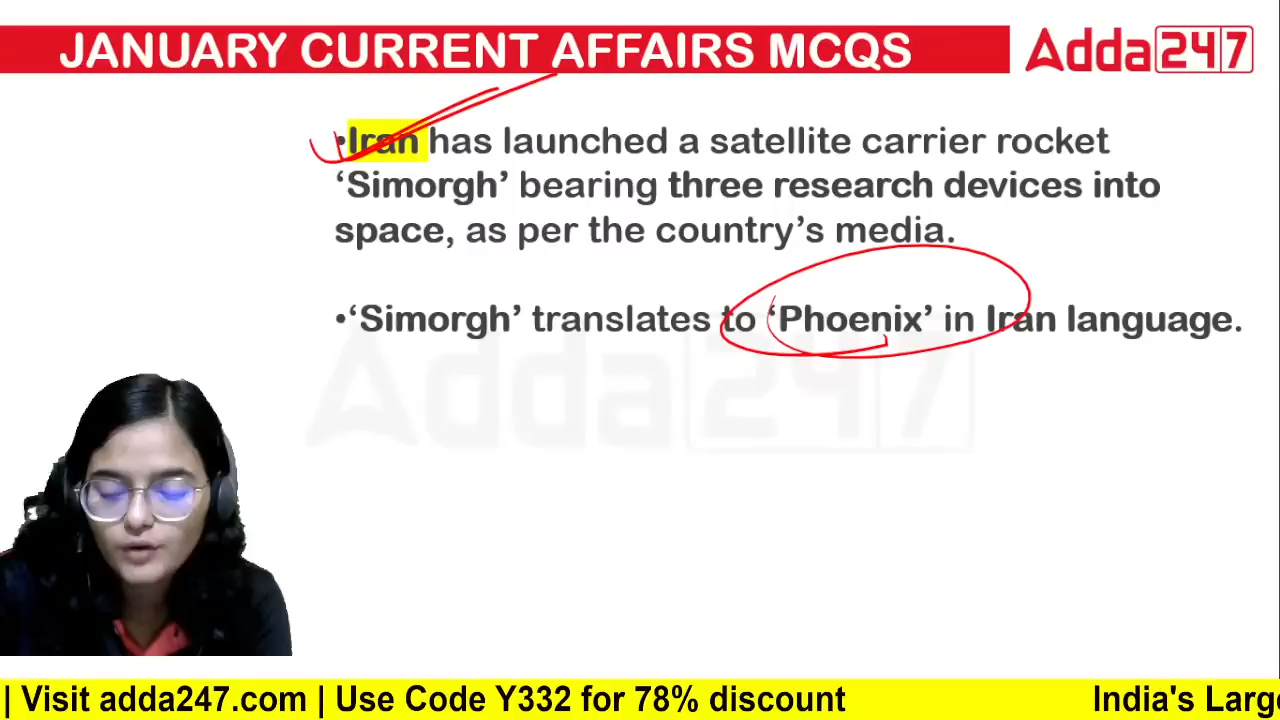 JANUARY CURRENT AFFAIRS MCQS
Adda247
•Iran has launched a satellite carrier rocket
‘Simorgh’ bearing three research devices into
space, as per the country’s media.
•‘Simorgh’ translates to ‘Phoenix’ in Iran language.
Adda247
| Visit adda247.com | Use Code Y332 for 78% discount
India's Larg